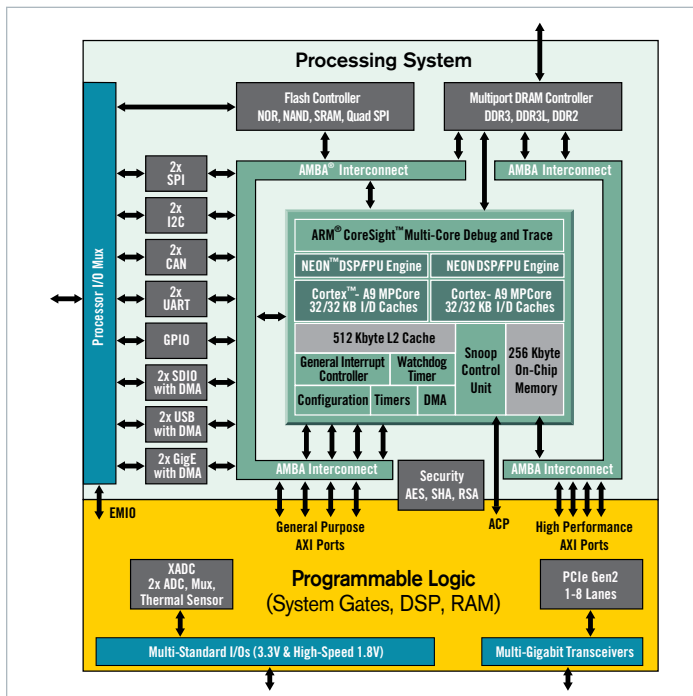 Processing System
Flash Controller
NOR, NAND, SRAM, Quad SPI
Multiport DRAM Controller
DDR3, DDR3L, DDR2
AMBA® Interconnect
AMBA Interconnect
Processor I/O Mux
2x
SPI
2x
I2C
2x
CAN
2x
UART
GPIO
2x SDIO
with DMA
2x USB
with DMA
2x GigE
with DMA
ARM® CoreSight™ Multi-Core Debug and Trace
NEON™ DSP/FPU Engine
NEON DSP/FPU Engine
Cortex™- A9 MPCore
32/32 KB I/D Caches
Cortex- A9 MPCore
32/32 KB I/D Caches
512 Kbyte L2 Cache
General Interrupt
Controller
Watchdog
Timer
Configuration
Timers
DMA
Snoop
Control
Unit
256 Kbyte
On-Chip
Memory
AMBA Interconnect
Security
AES, SHA, RSA
AMBA Interconnect
EMIO
General Purpose
AXI Ports
ACP
High Performance
AXI Ports
XADC
2x ADC, Mux,
Thermal Sensor
Programmable Logic
(System Gates, DSP, RAM)
PCIe Gen2
1-8 Lanes
Multi-Standard I/Os (3.3V & High-Speed 1.8V)
Multi-Gigabit Transceivers